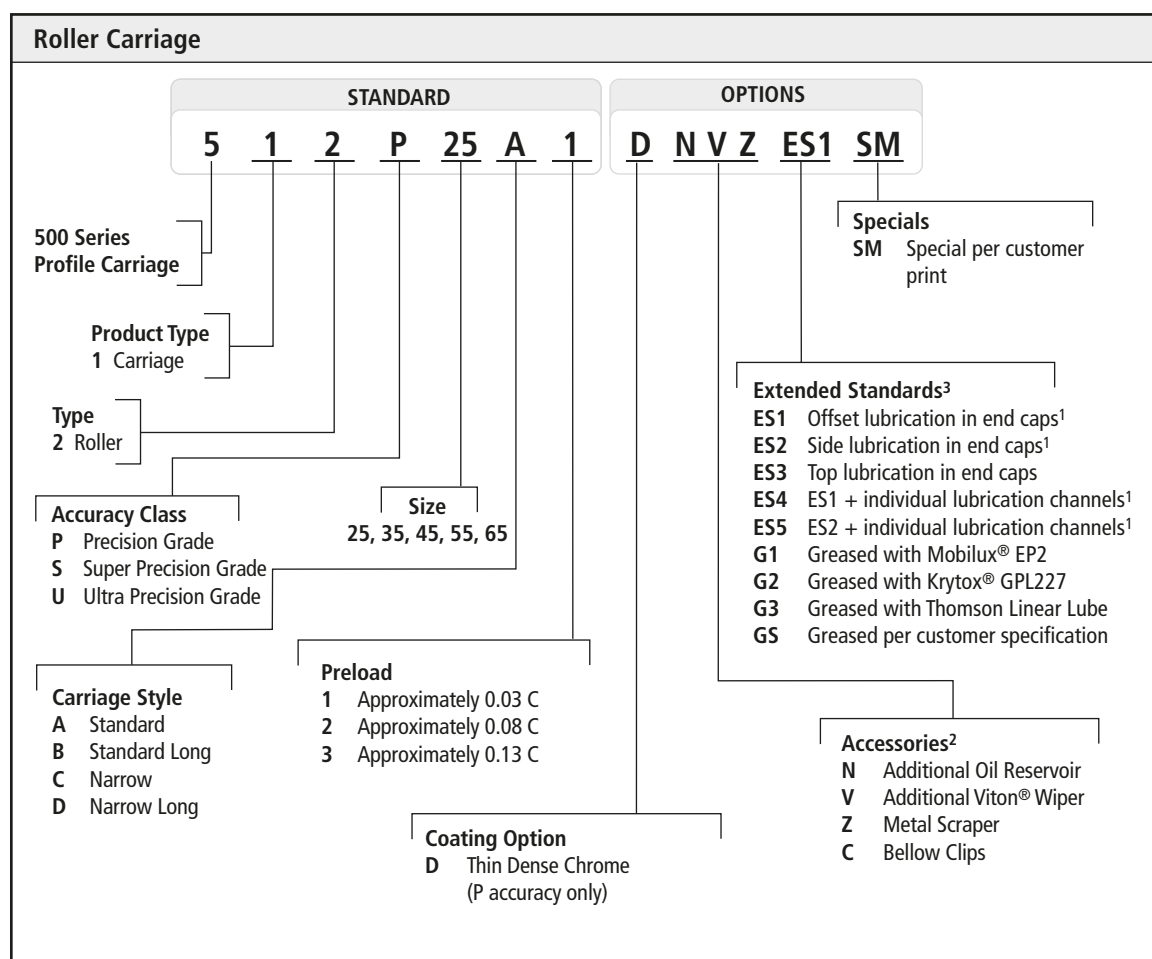 Roller Carriage
STANDARD
OPTIONS
5 1 2 P 25 A 1 D N V Z ES1 SM
500 Series
Profile Carriage
Product Type
1 Carriage
Type
2 Roller
Accuracy Class
P Precision Grade
S Super Precision Grade
U Ultra Precision Grade
Size
25, 35, 45, 55, 65
Carriage Style
A Standard
B Standard Long
C Narrow
D Narrow Long
Preload
1 Approximately 0.03 C
2 Approximately 0.08 C
3 Approximately 0.13 C
Coating Option
D Thin Dense Chrome
(P accuracy only)
Specials
SM Special per customer
print
Extended Standards³
ES1 Offset lubrication in end caps¹
ES2 Side lubrication in end caps¹
ES3 Top lubrication in end caps
ES4 ES1 + individual lubrication channels¹
ES5 ES2 + individual lubrication channels¹
G1 Greased with Mobilux® EP2
G2 Greased with Krytox® GPL227
G3 Greased with Thomson Linear Lube
GS Greased per customer specification
Accessories²
N Additional Oil Reservoir
V Additional Viton® Wiper
Z Metal Scraper
C Bellow Clips